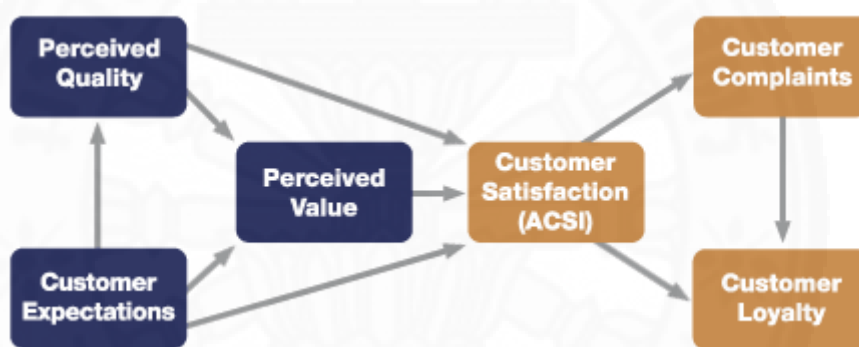 Perceived
Quality
Customer
Complaints
Perceived
Value
Customer
Satisfaction
(ACSI)
Customer
Expectations
Customer
Loyalty